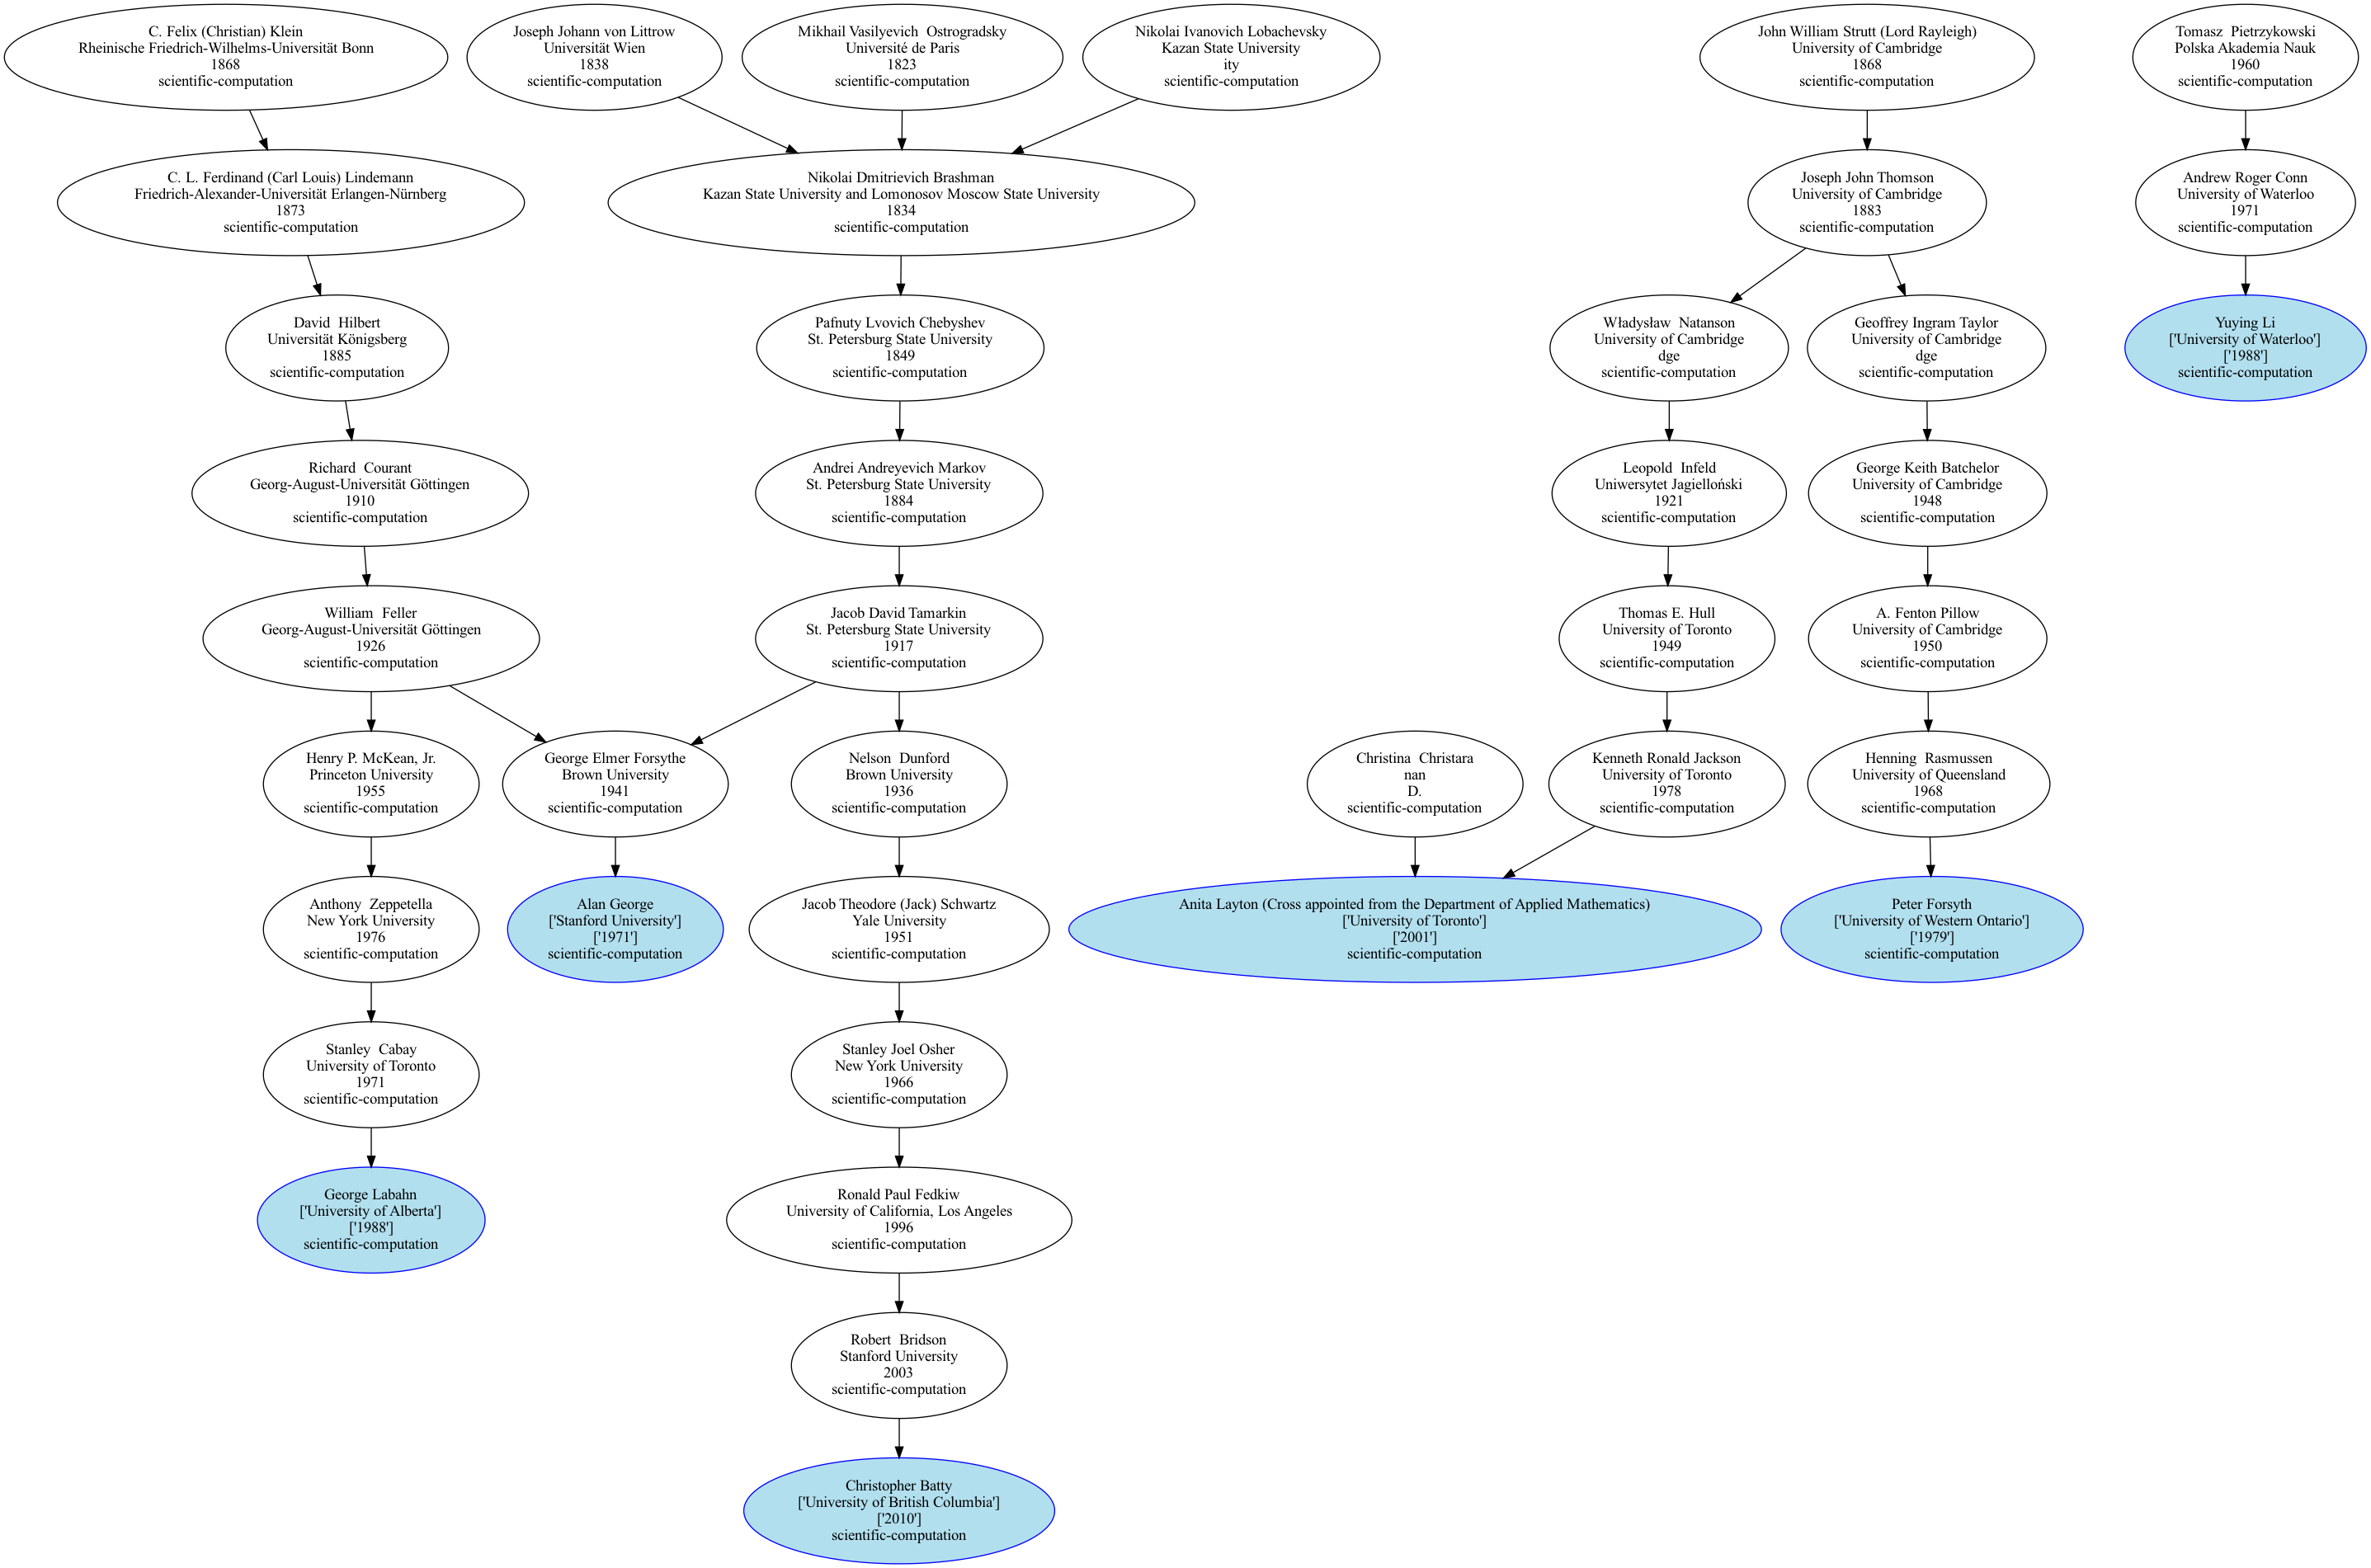 C. Felix (Christian) Klein
Rheinische Friedrich-Wilhelms-Universität Bonn
1868
scientific-computation
Joseph Johann von Littrow
Universität Wien
1838
scientific-computation
Mikhail Vasilyevich  Ostrogradsky
Université de Paris
1823
scientific-computation
Nikolai Ivanovich Lobachevsky
Kazan State University
ity
scientific-computation
John William Strutt (Lord Rayleigh)
University of Cambridge
1868
scientific-computation
Tomasz  Pietrzykowski
Polska Akademia Nauk
1960
scientific-computation
C. L. Ferdinand (Carl Louis) Lindemann
Friedrich-Alexander-Universität Erlangen-Nürnberg
1873
scientific-computation
Nikolai Dmitrievich Brashman
Kazan State University and Lomonosov Moscow State University
1834
scientific-computation
Joseph John Thomson
University of Cambridge
1883
scientific-computation
Andrew Roger Conn
University of Waterloo
1971
scientific-computation
David  Hilbert
Universität Königsberg
1885
scientific-computation
Pafnuty Lvovich Chebyshev
St. Petersburg State University
1849
scientific-computation
Władysław  Natanson
University of Cambridge
dge
scientific-computation
Geoffrey Ingram Taylor
University of Cambridge
dge
scientific-computation
Yuying Li
['University of Waterloo']
['1988']
scientific-computation
Richard  Courant
Georg-August-Universität Göttingen
1910
scientific-computation
Andrei Andreyevich Markov
St. Petersburg State University
1884
scientific-computation
Leopold  Infeld
Uniwersytet Jagielloński
1921
scientific-computation
George Keith Batchelor
University of Cambridge
1948
scientific-computation
William  Feller
Georg-August-Universität Göttingen
1926
scientific-computation
Jacob David Tamarkin
St. Petersburg State University
1917
scientific-computation
Thomas E. Hull
University of Toronto
1949
scientific-computation
A. Fenton Pillow
University of Cambridge
1950
scientific-computation
Henry P. McKean, Jr.
Princeton University
1955
scientific-computation
George Elmer Forsythe
Brown University
1941
scientific-computation
Nelson  Dunford
Brown University
1936
scientific-computation
Christina  Christara
nan
D.
scientific-computation
Kenneth Ronald Jackson
University of Toronto
1978
scientific-computation
Henning  Rasmussen
University of Queensland
1968
scientific-computation
Anthony  Zeppetella
New York University
1976
scientific-computation
Alan George
['Stanford University']
['1971']
scientific-computation
Jacob Theodore (Jack) Schwartz
Yale University
1951
scientific-computation
Anita Layton (Cross appointed from the Department of Applied Mathematics)
['University of Toronto']
['2001']
scientific-computation
Peter Forsyth
['University of Western Ontario']
['1979']
scientific-computation
Stanley  Cabay
University of Toronto
1971
scientific-computation
Stanley Joel Osher
New York University
1966
scientific-computation
George Labahn
['University of Alberta']
['1988']
scientific-computation
Ronald Paul Fedkiw
University of California, Los Angeles
1996
scientific-computation
Robert  Bridson
Stanford University
2003
scientific-computation
Christopher Batty
['University of British Columbia']
['2010']
scientific-computation